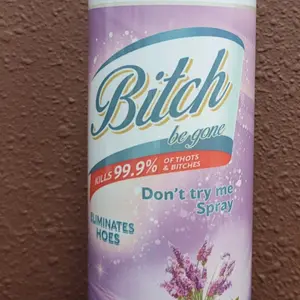 Bitch
be gone
KILLS 99.9% OF THOTS
& BITCHES
Don't try me
Spray
ELIMINATES
HOES